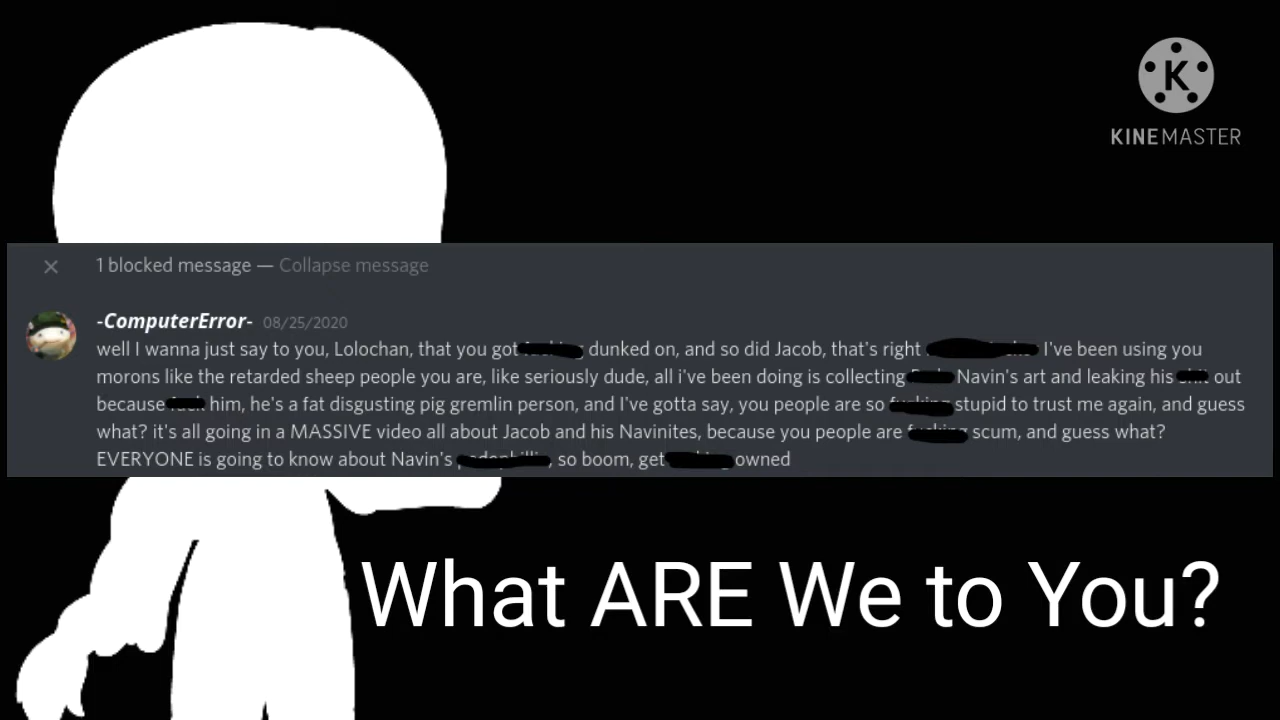 K
KINEMASTER
1 blocked message — Collapse message
-ComputerError- 08/25/2020
well I wanna just say to you, Lolochan, that you got dunked on, and so did Jacob, that's right I've been using you
morons like the retarded sheep people you are, like seriously dude, all i've been doing is collecting Navin's art and leaking his out
because him, he's a fat disgusting pig gremlin person, and I've gotta say, you people are so stupid to trust me again, and guess
what? it's all going in a MASSIVE video all about Jacob and his Navinites, because you people are scum, and guess what?
EVERYONE is going to know about Navin's , so boom, get owned
What ARE We to You?